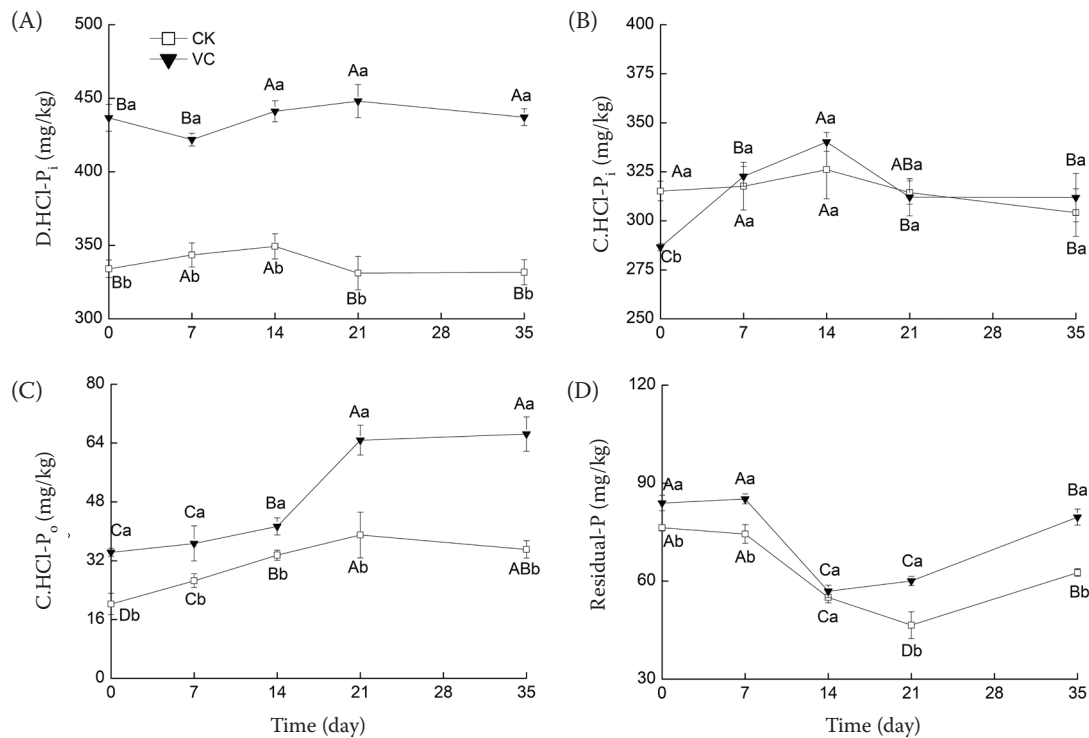 (A)
500
450
400
350
300
D.HCl-Pi (mg/kg)
CK
VC
Ba
Ba
Aa
Aa
Aa
Bb
Ab
Ab
Bb
Bb
0 7 14 21 28 35
(B)
400
375
350
325
300
275
250
C.HCl-Pi (mg/kg)
Aa
Ba
Aa
ABa
Ba
Cb
Aa
Aa
Ba
Ba
0 7 14 21 28 35
(C)
80
64
48
32
16
0
C.HCl-Po (mg/kg)
Ca
Ca
Ba
Aa
Aa
Db
Cb
Bb
Ab
ABb
0 7 14 21 28 35
Time (day)
(D)
120
90
60
30
Residual-P (mg/kg)
Aa
Aa
Ca
Ca
Ba
Ab
Ab
Ca
Db
Bb
0 7 14 21 28 35
Time (day)